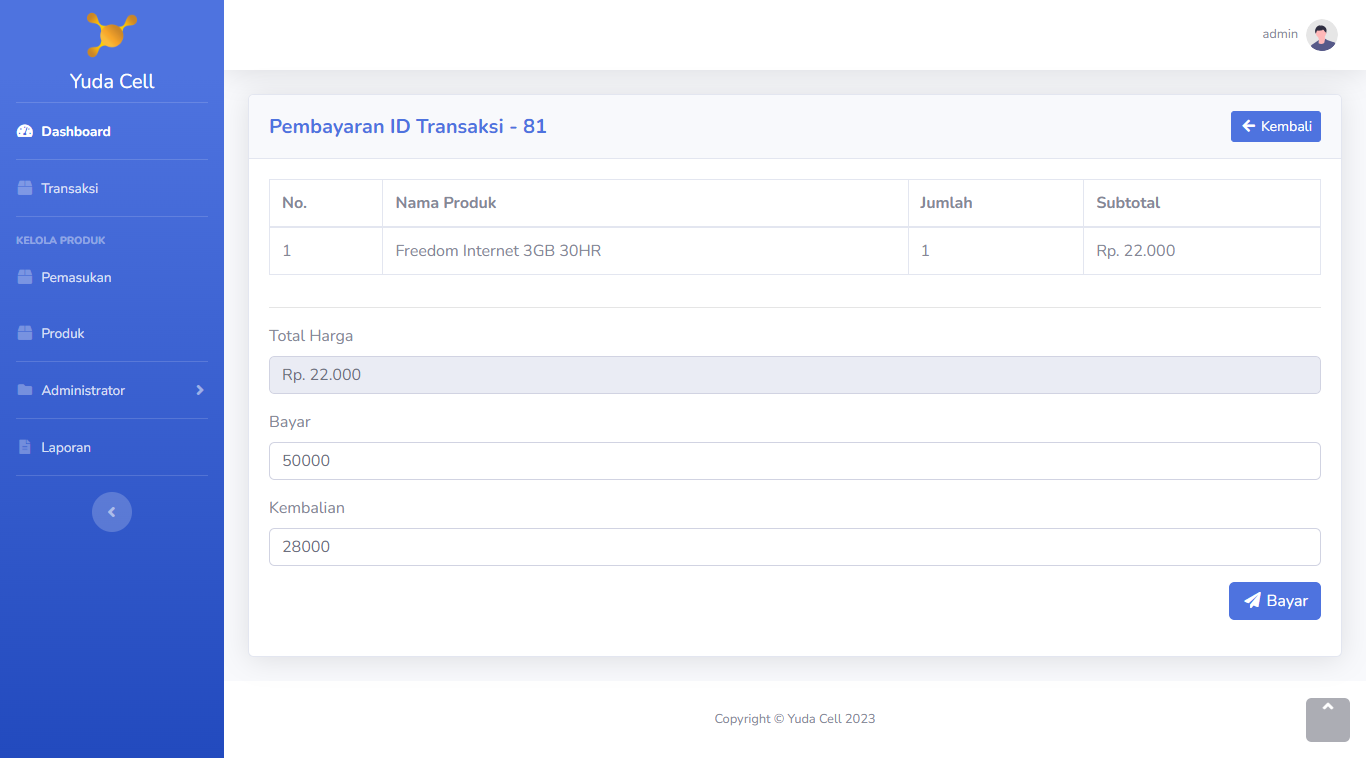 Yuda Cell
Dashboard
Transaksi
KELOLA PRODUK
Pemasukan
Produk
Administrator
Laporan
admin
Pembayaran ID Transaksi - 81
Kembali
No. Nama Produk Jumlah Subtotal
1 Freedom Internet 3GB 30HR 1 Rp. 22.000
Total Harga
Rp. 22.000
Bayar
50000
Kembalian
28000
Bayar
Copyright © Yuda Cell 2023